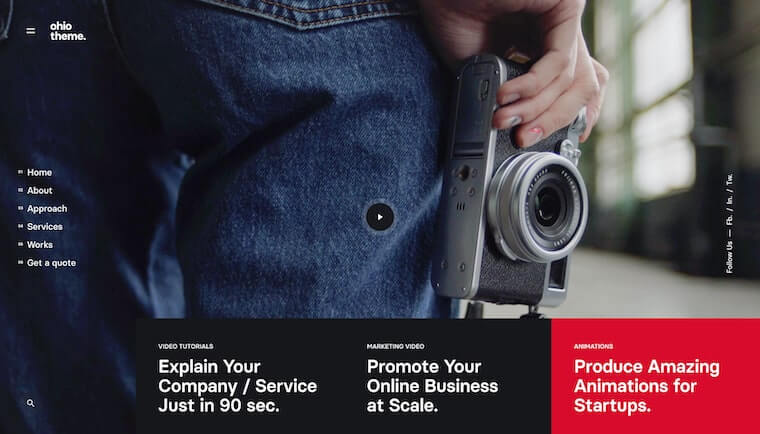 ohio
theme.
01 Home
02 About
03 Approach
04 Services
05 Works
06 Get a quote
Follow Us — Fb. / In. / Tw.
VIDEO TUTORIALS
Explain Your
Company / Service
Just in 90 sec.
MARKETING VIDEO
Promote Your
Online Business
at Scale.
ANIMATIONS
Produce Amazing
Animations for
Startups.